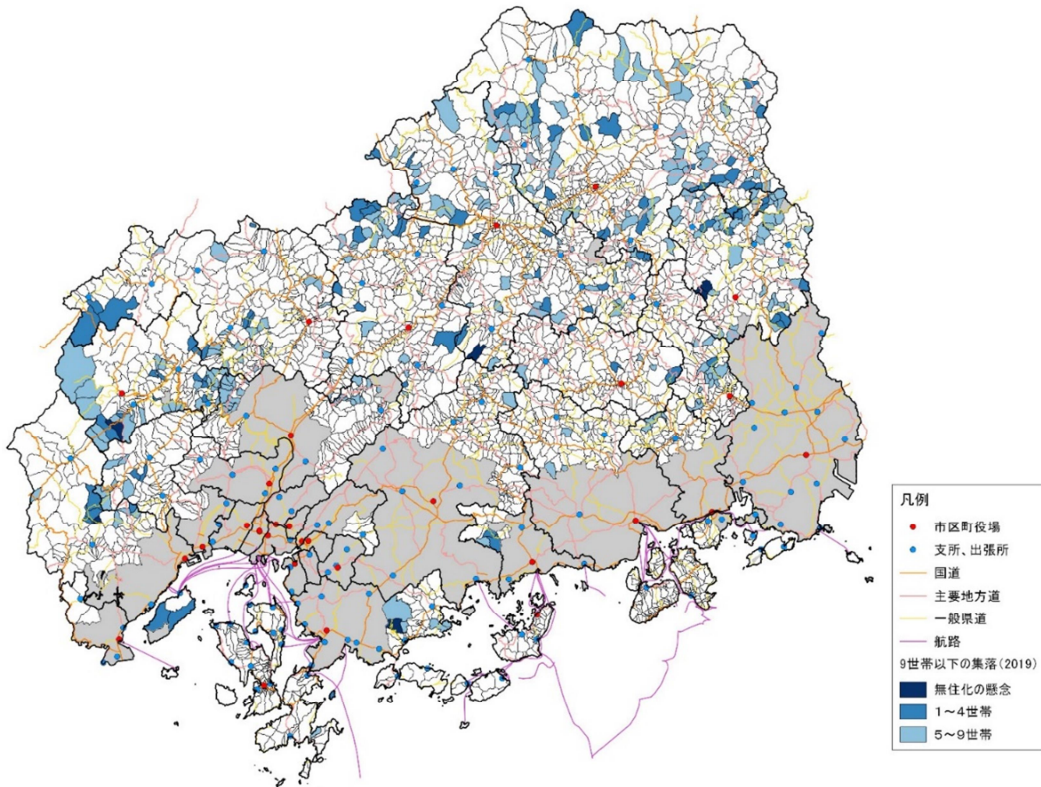 凡例
市区町役場
支所、出張所
国道
主要地方道
一般県道
航路
9世帯以下の集落(2019)
無住化の懸念
1~4世帯
5~9世帯